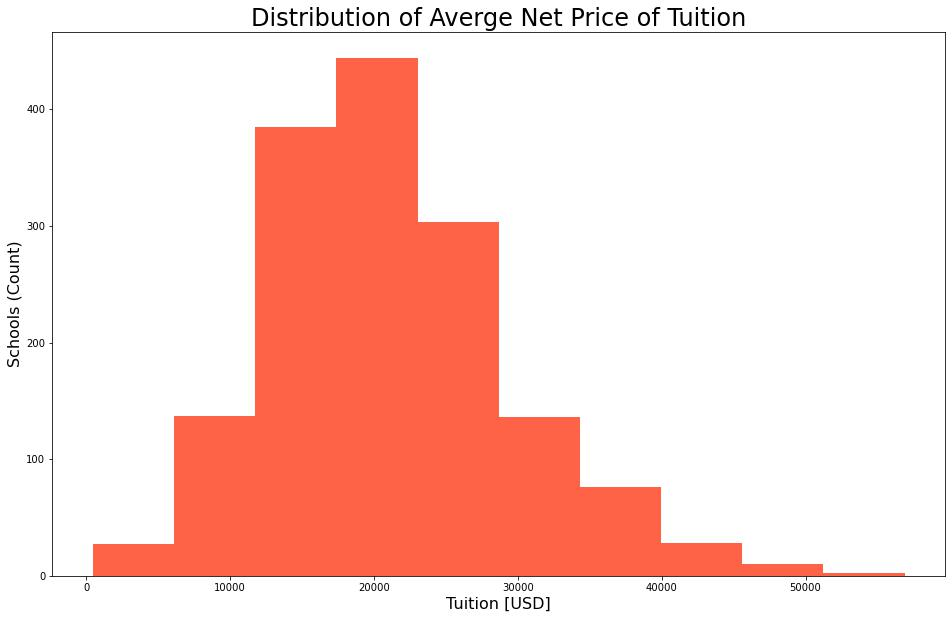 Distribution of Averge Net Price of Tuition
Schools (Count)
400
300
200
100
0
0 10000 20000 30000 40000 50000
Tuition [USD]